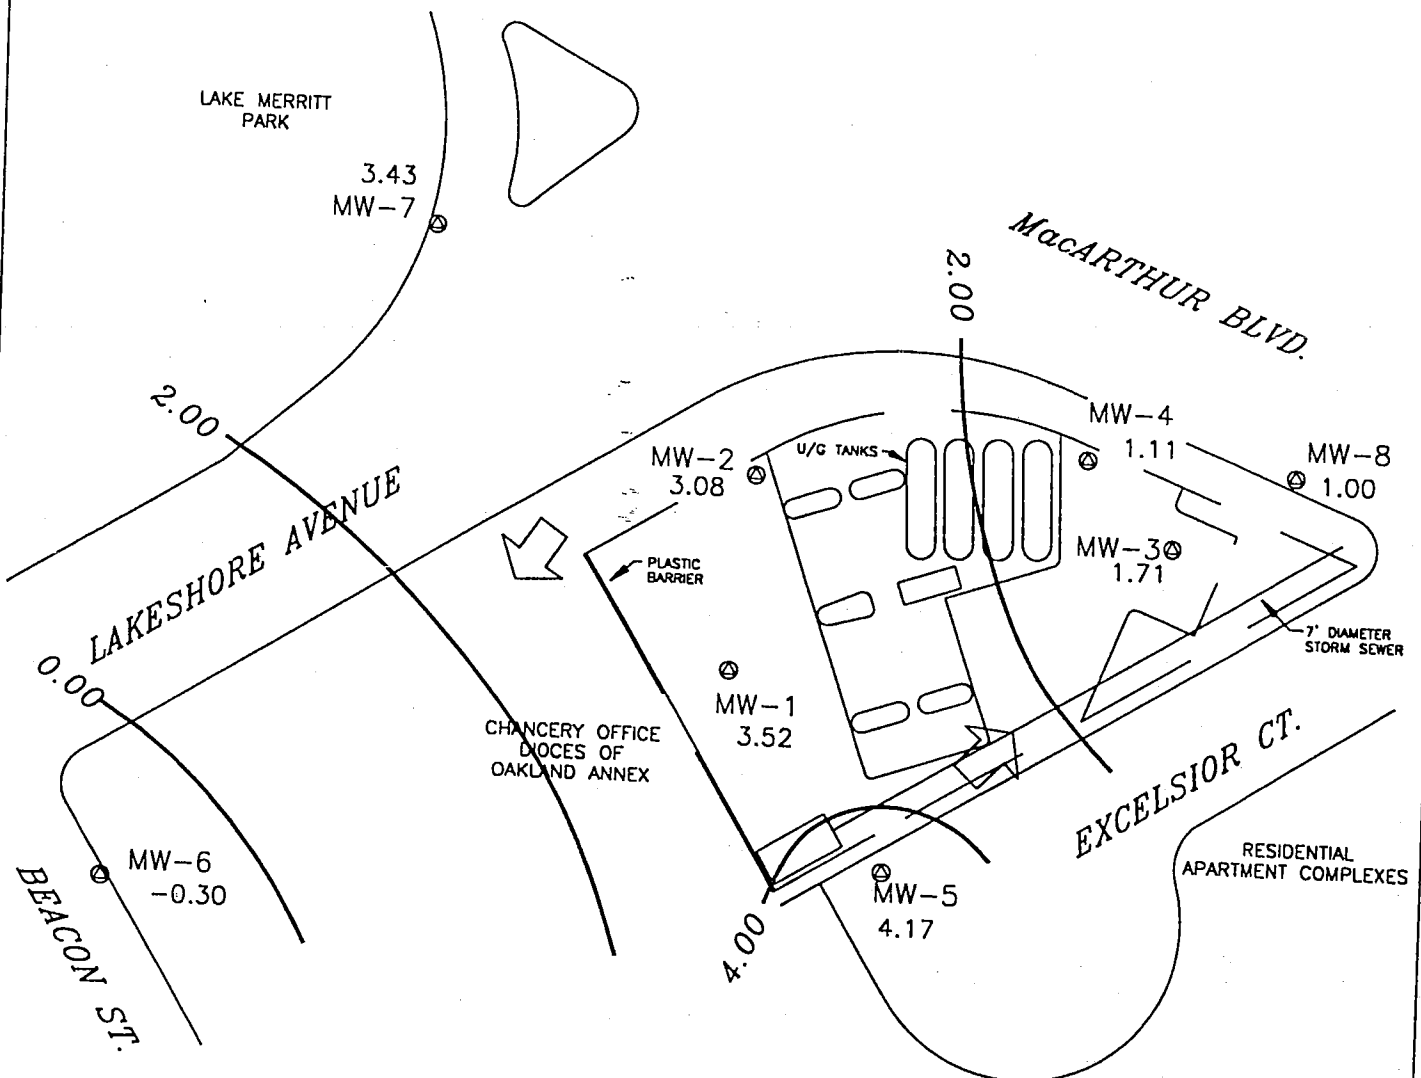 LAKE MERRITT
PARK
3.43
MW-7
MacARTHUR BLVD.
2.00
2.00
MW-4
1.11
MW-2
3.08
U/G TANKS
MW-8
1.00
LAKESHORE AVENUE
PLASTIC
BARRIER
MW-3
1.71
7' DIAMETER
STORM SEWER
0.00
MW-1
3.52
CHANCERY OFFICE
DIOCES OF
OAKLAND ANNEX
EXCELSIOR CT.
RESIDENTIAL
APARTMENT COMPLEXES
MW-6
-0.30
BEACON ST.
MW-5
4.17
4.00